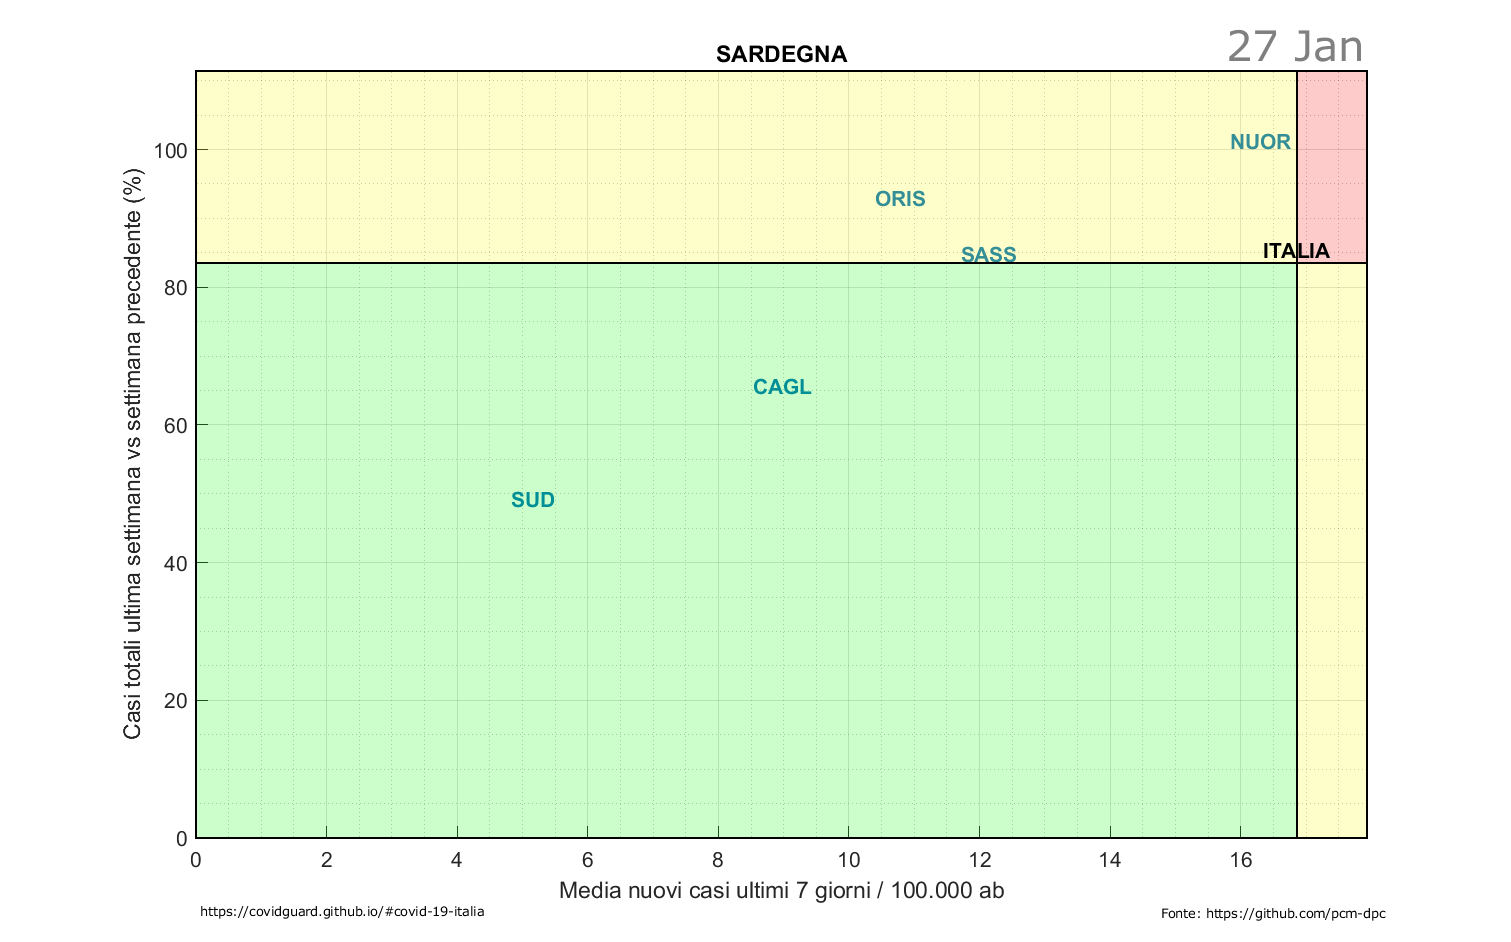 27 Jan
SARDEGNA
Casi totali ultima settimana vs settimana precedente (%)
100
80
60
40
20
0
NUOR
ORIS
ITALIA
SASS
CAGL
SUD
0 2 4 6 8 10 12 14 16
Media nuovi casi ultimi 7 giorni / 100.000 ab
https://covidguard.github.io/#covid-19-italia
Fonte: https://github.com/pcm-dpc